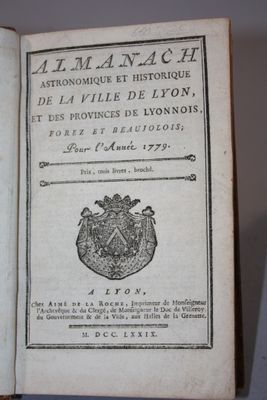 ALMANACH
ASTRONOMIQUE ET HISTORIQUE
DE LA VILLE DE LYON,
ET DES PROVINCES DE LYONNOIS,
FOREZ ET BEAUJOLOIS;
Pour l'Année 1779.
Prix, trois livres, broché.
A LYON,
Chez AIMÉ DE LA ROCHE, Imprimeur de Monseigneur
l'Archevêque & du Clergé, de Monseigneur le Duc de Villeroy,
du Gouvernement & de la Ville, aux Halles de la Grenette.
M. DCC. LXXIX.